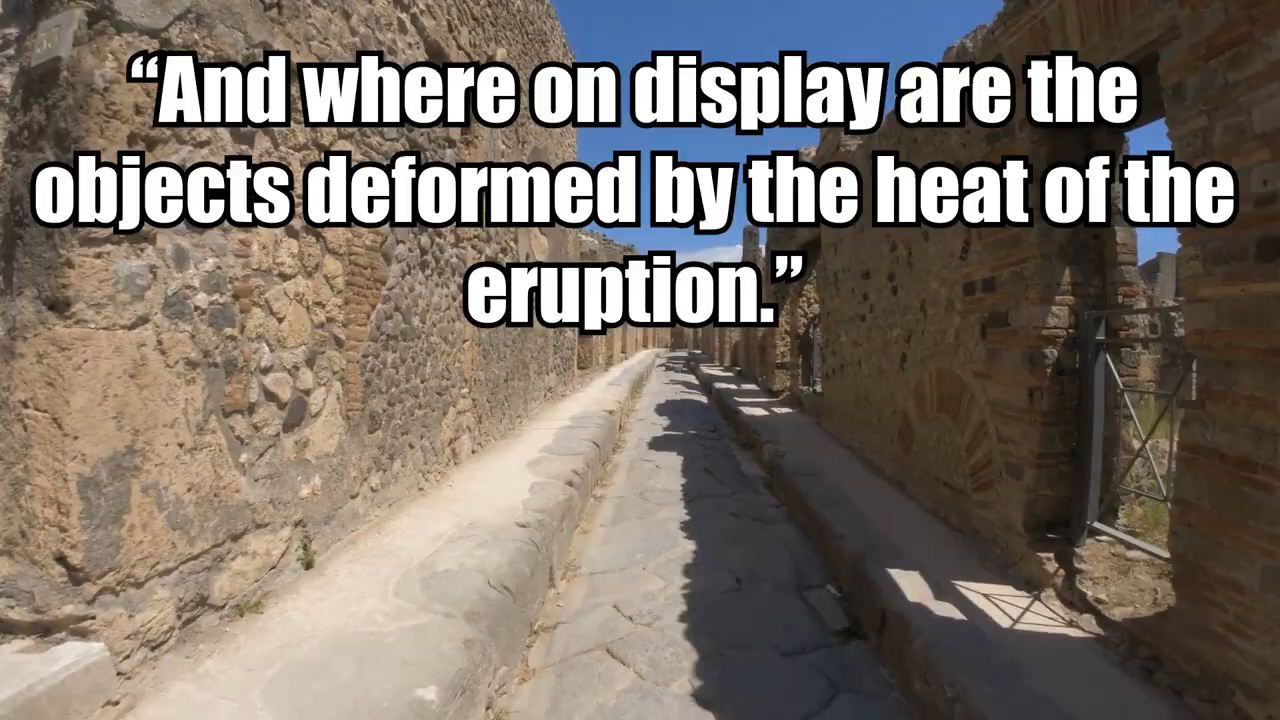 “And where on display are the
objects deformed by the heat of the
eruption.”